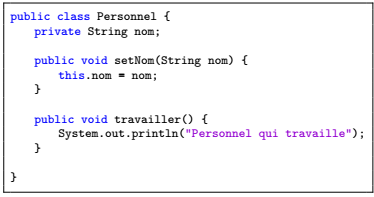 public class Personnel {
private String nom;
public void setNom(String nom) {
this.nom = nom;
}
public void travailler() {
System.out.println("Personnel qui travaille");
}
}